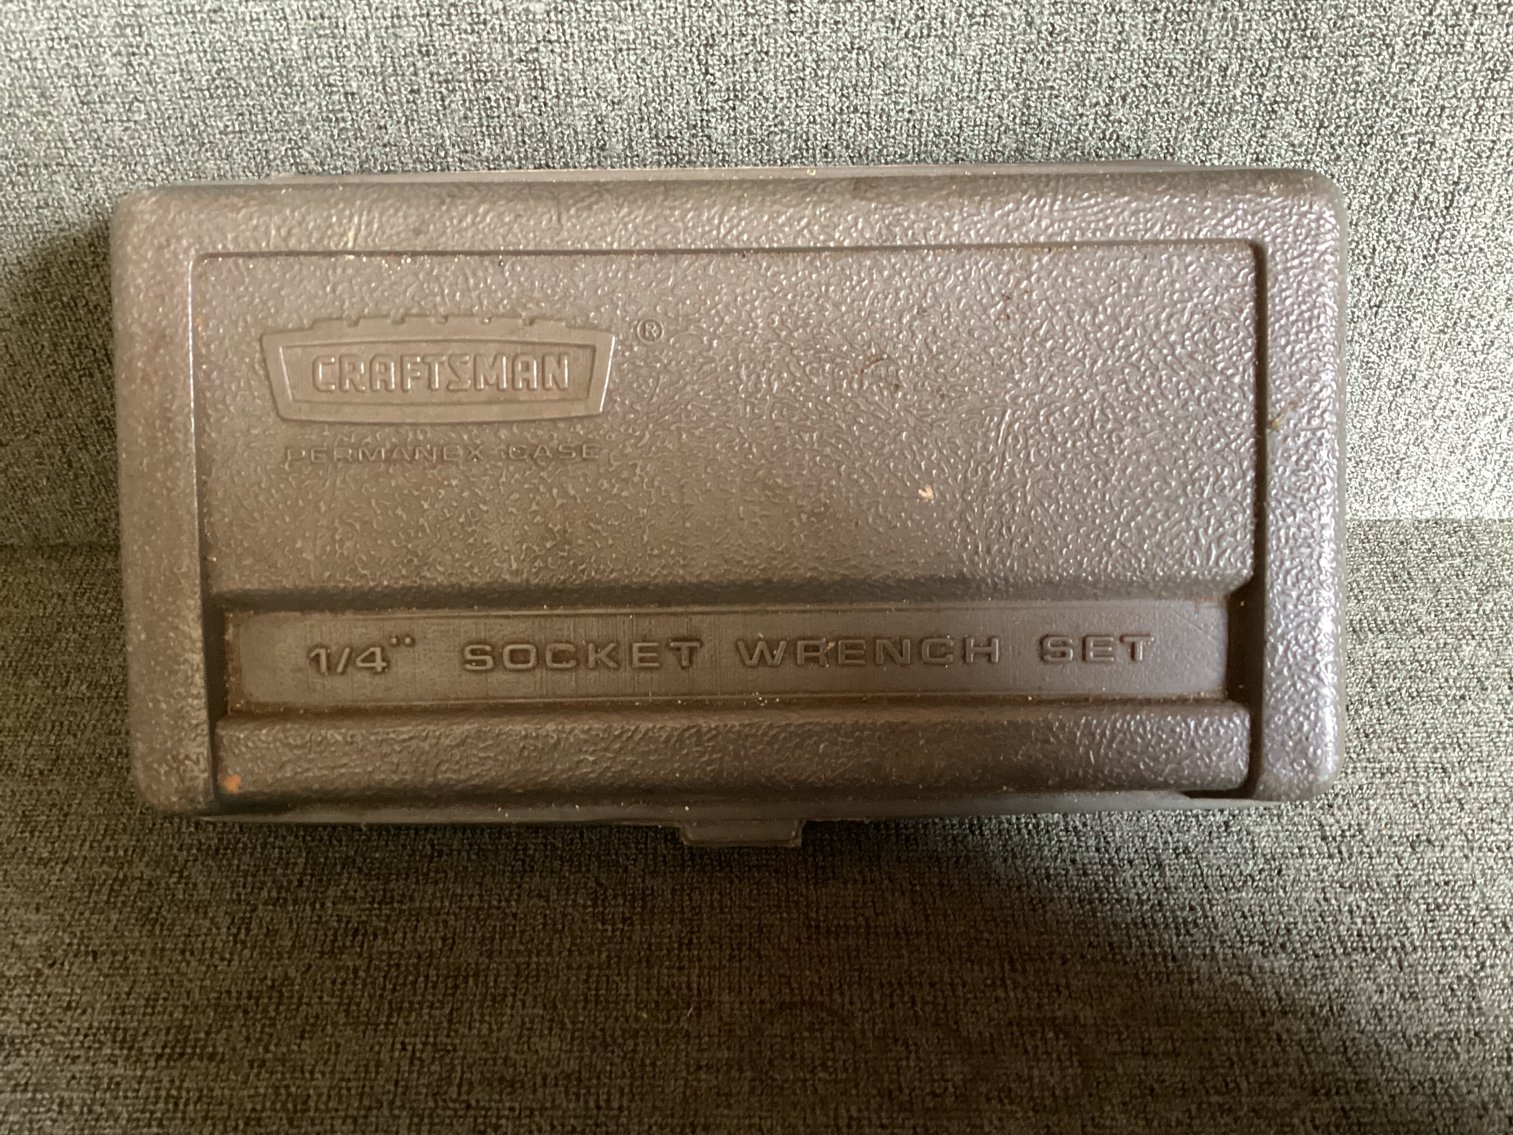 CRAFTSMAN ®
PERMANEX CASE
1/4" SOCKET WRENCH SET